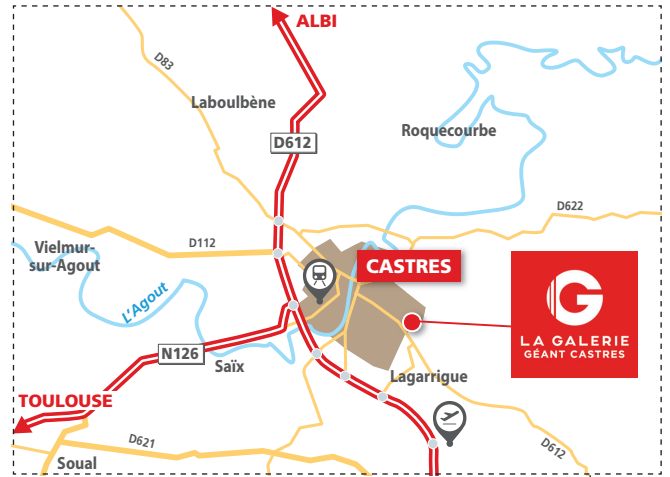 ALBI
D83
Laboulbène
Roquecourbe
D612
D622
D112
Vielmur-
sur-Agout
CASTRES
L'Agout
G
LA GALERIE
GÉANT CASTRES
N126
Saïx
Lagarrigue
TOULOUSE
D621
D612
Soual